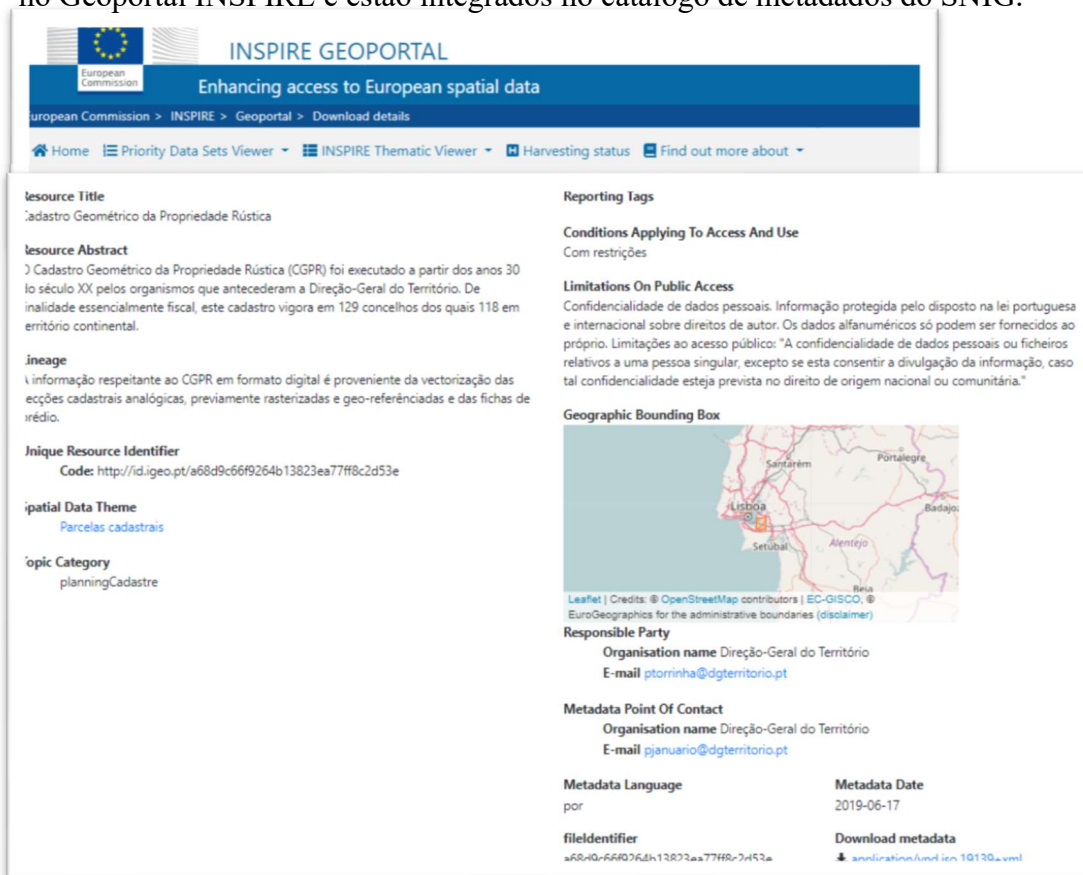 no Geoportal INSPIRE e estão integrados no catálogo de metadados do SNIG.
European
Commission
INSPIRE GEOPORTAL
Enhancing access to European spatial data
European Commission > INSPIRE > Geoportal > Download details
Home Priority Data Sets Viewer INSPIRE Thematic Viewer H Harvesting status Find out more about
Resource Title
Cadastro Geométrico da Propriedade Rústica
Resource Abstract
O Cadastro Geométrico da Propriedade Rústica (CGPR) foi executado a partir dos anos 30
do século XX pelos organismos que antecederam a Direção-Geral do Território. De
finalidade essencialmente fiscal, este cadastro vigora em 129 concelhos dos quais 118 em
território continental.
Lineage
A informação respeitante ao CGPR em formato digital é proveniente da vectorização das
secções cadastrais analógicas, previamente rasterizadas e geo-referênciadas e das fichas de
prédio.
Unique Resource Identifier
Code: http://id.igeo.pt/a68d9c66f9264b13823ea77ff8c2d53e
Spatial Data Theme
Parcelas cadastrais
Topic Category
planningCadastre
Reporting Tags
Conditions Applying To Access And Use
Com restrições
Limitations On Public Access
Confidencialidade de dados pessoais. Informação protegida pelo disposto na lei portuguesa
e internacional sobre direitos de autor. Os dados alfanuméricos só podem ser fornecidos ao
próprio. Limitações ao acesso público: "A confidencialidade de dados pessoais ou ficheiros
relativos a uma pessoa singular, excepto se esta consentir a divulgação da informação, caso
tal confidencialidade esteja prevista no direito de origem nacional ou comunitária."
Geographic Bounding Box
Santarém
Portalegre
Lisboa
Badajoz
Setúbal
Alentejo
Beja
Leaflet | Credits: © OpenStreetMap contributors | EC-GISCO, ©
EuroGeographics for the administrative boundaries (disclaimer)
Responsible Party
Organisation name Direção-Geral do Território
E-mail ptorrinha@dgterritorio.pt
Metadata Point Of Contact
Organisation name Direção-Geral do Território
E-mail pjanuario@dgterritorio.pt
Metadata Language
por
Metadata Date
2019-06-17
fileIdentifier
a68d9c66f9264b13823ea77ff8c2d53e
Download metadata
application/vnd.iso.19139+xml